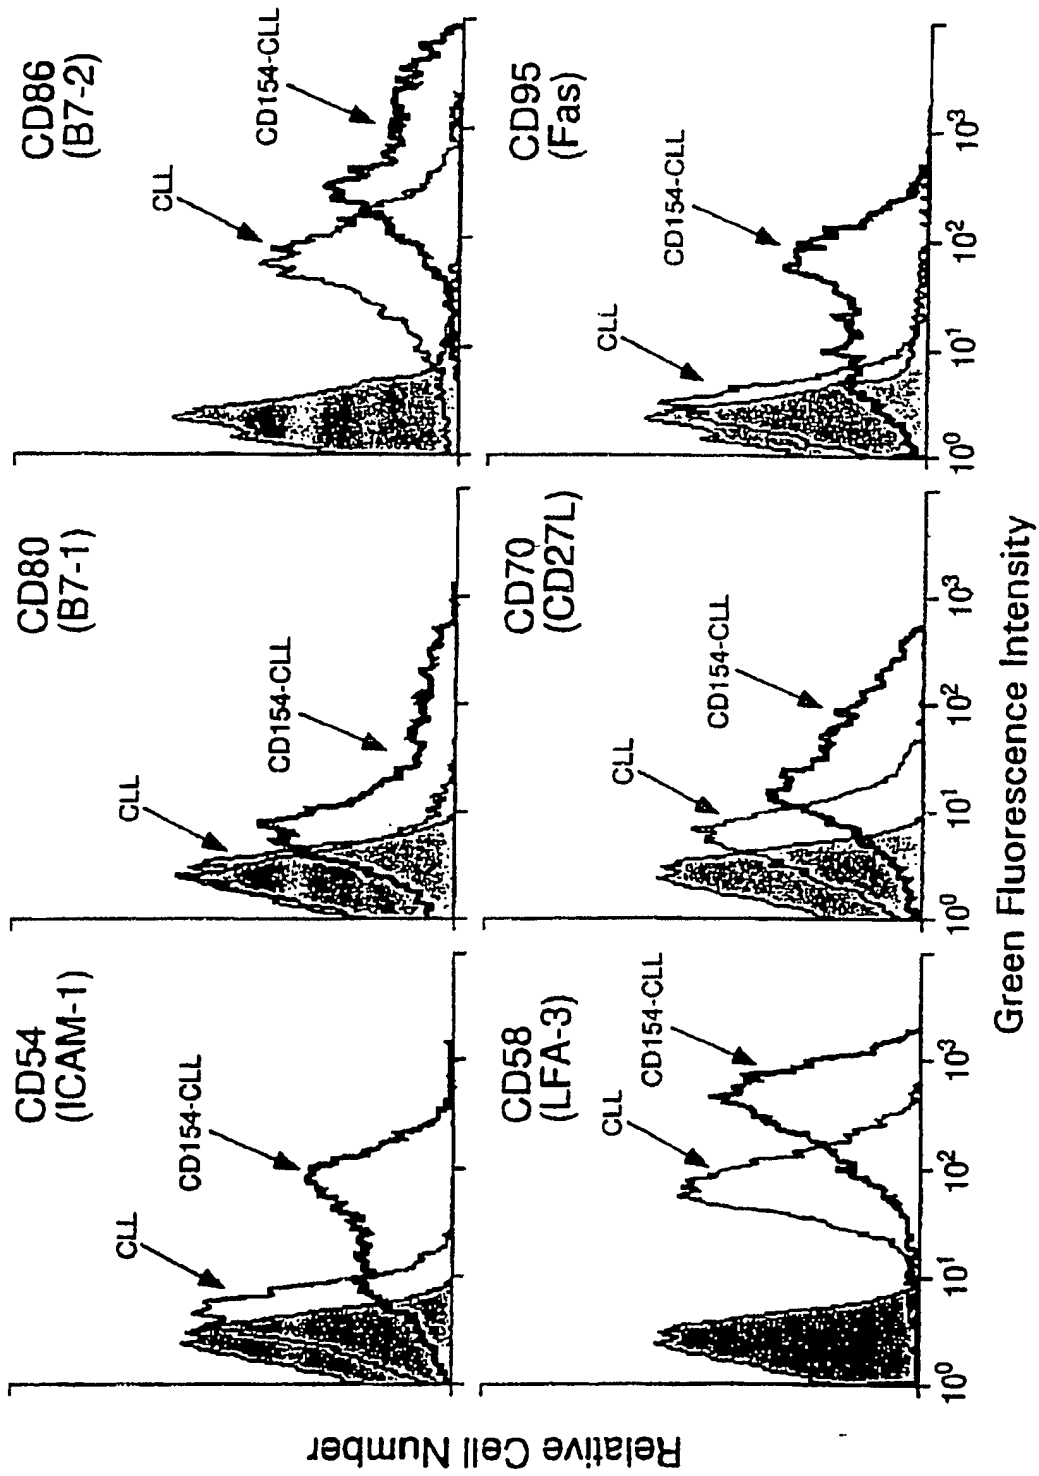 CD54
(ICAM-1)
CLL
CD154-CLL
CD80
(B7-1)
CLL
CD154-CLL
CD86
(B7-2)
CLL
CD154-CLL
CD58
(LFA-3)
CLL
CD154-CLL
10⁰ 10¹ 10² 10³
CD70
(CD27L)
CLL
CD154-CLL
10⁰ 10¹ 10² 10³
CD95
(Fas)
CLL
CD154-CLL
10⁰ 10¹ 10² 10³
Relative Cell Number
Green Fluorescence Intensity